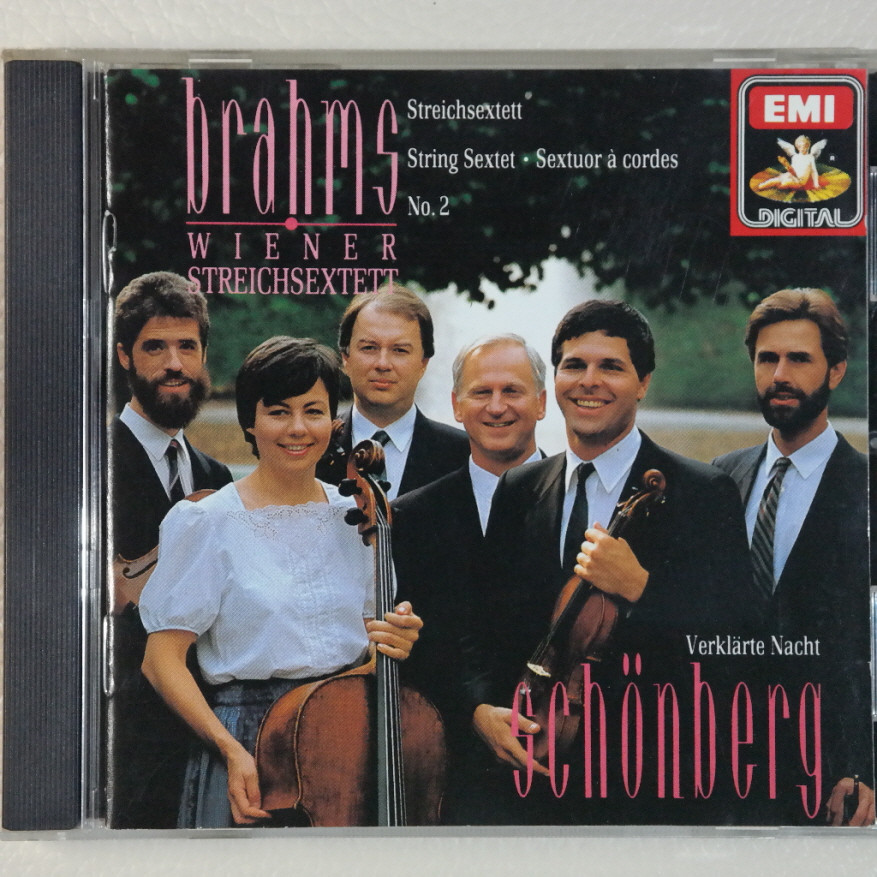 brahms
Streichsextett
String Sextet · Sextuor à cordes
No. 2
WIENER
STREICHSEXTETT
EMI
R
DIGITAL
Verklärte Nacht
schönberg